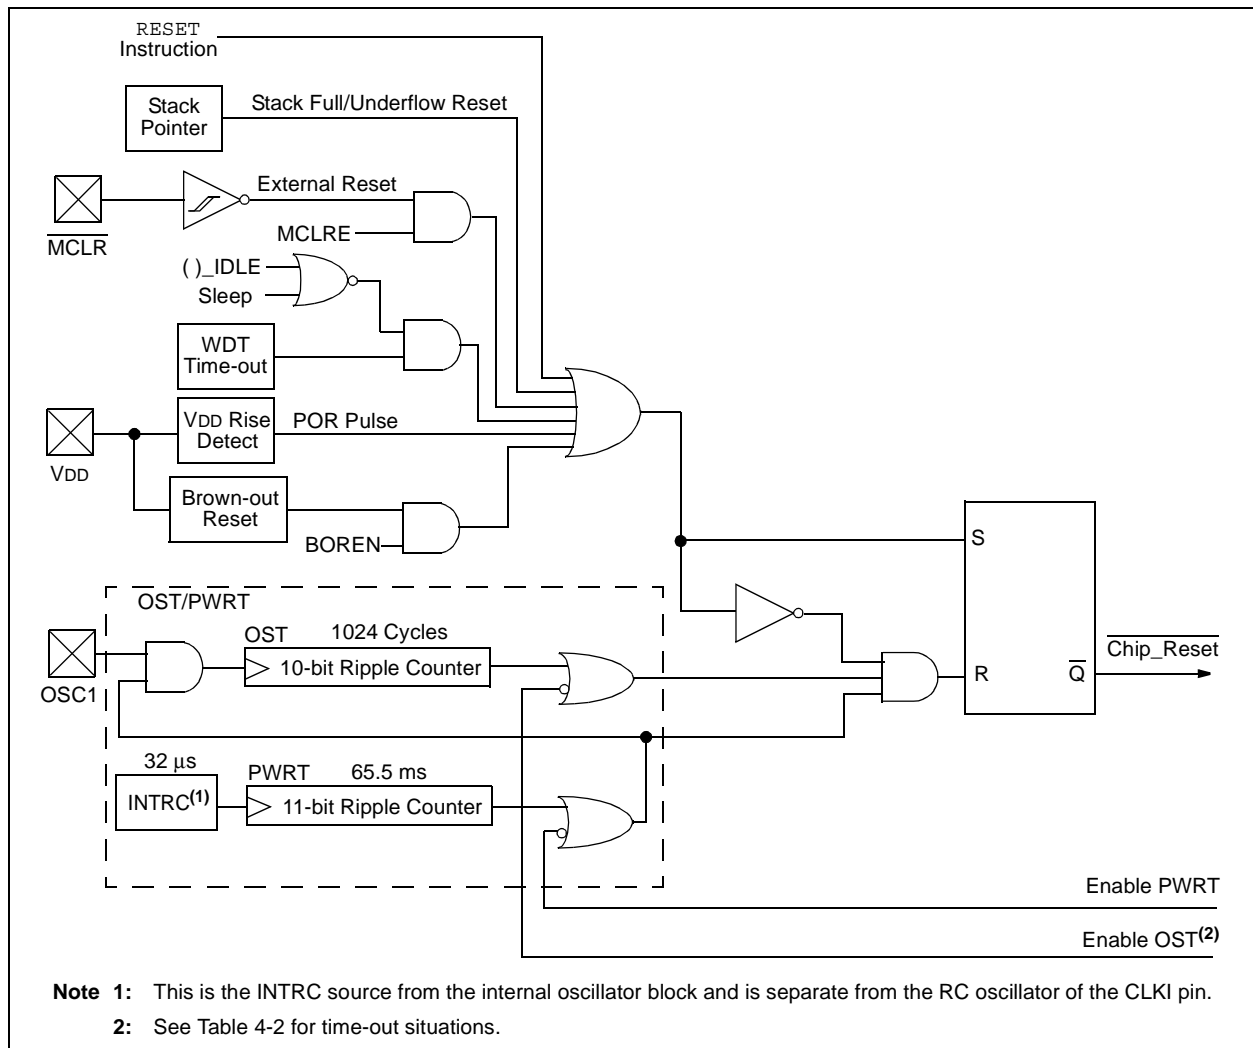 RESET
Instruction
Stack
Pointer
Stack Full/Underflow Reset
External Reset
MCLR
MCLRE
( )_IDLE
Sleep
WDT
Time-out
VDD Rise
Detect
POR Pulse
VDD
Brown-out
Reset
BOREN
S
OST/PWRT
OST 1024 Cycles
10-bit Ripple Counter
OSC1
Chip_Reset
R
Q
32 μs
INTRC(1)
PWRT 65.5 ms
11-bit Ripple Counter
Enable PWRT
Enable OST(2)
Note 1: This is the INTRC source from the internal oscillator block and is separate from the RC oscillator of the CLKI pin.
2: See Table 4-2 for time-out situations.